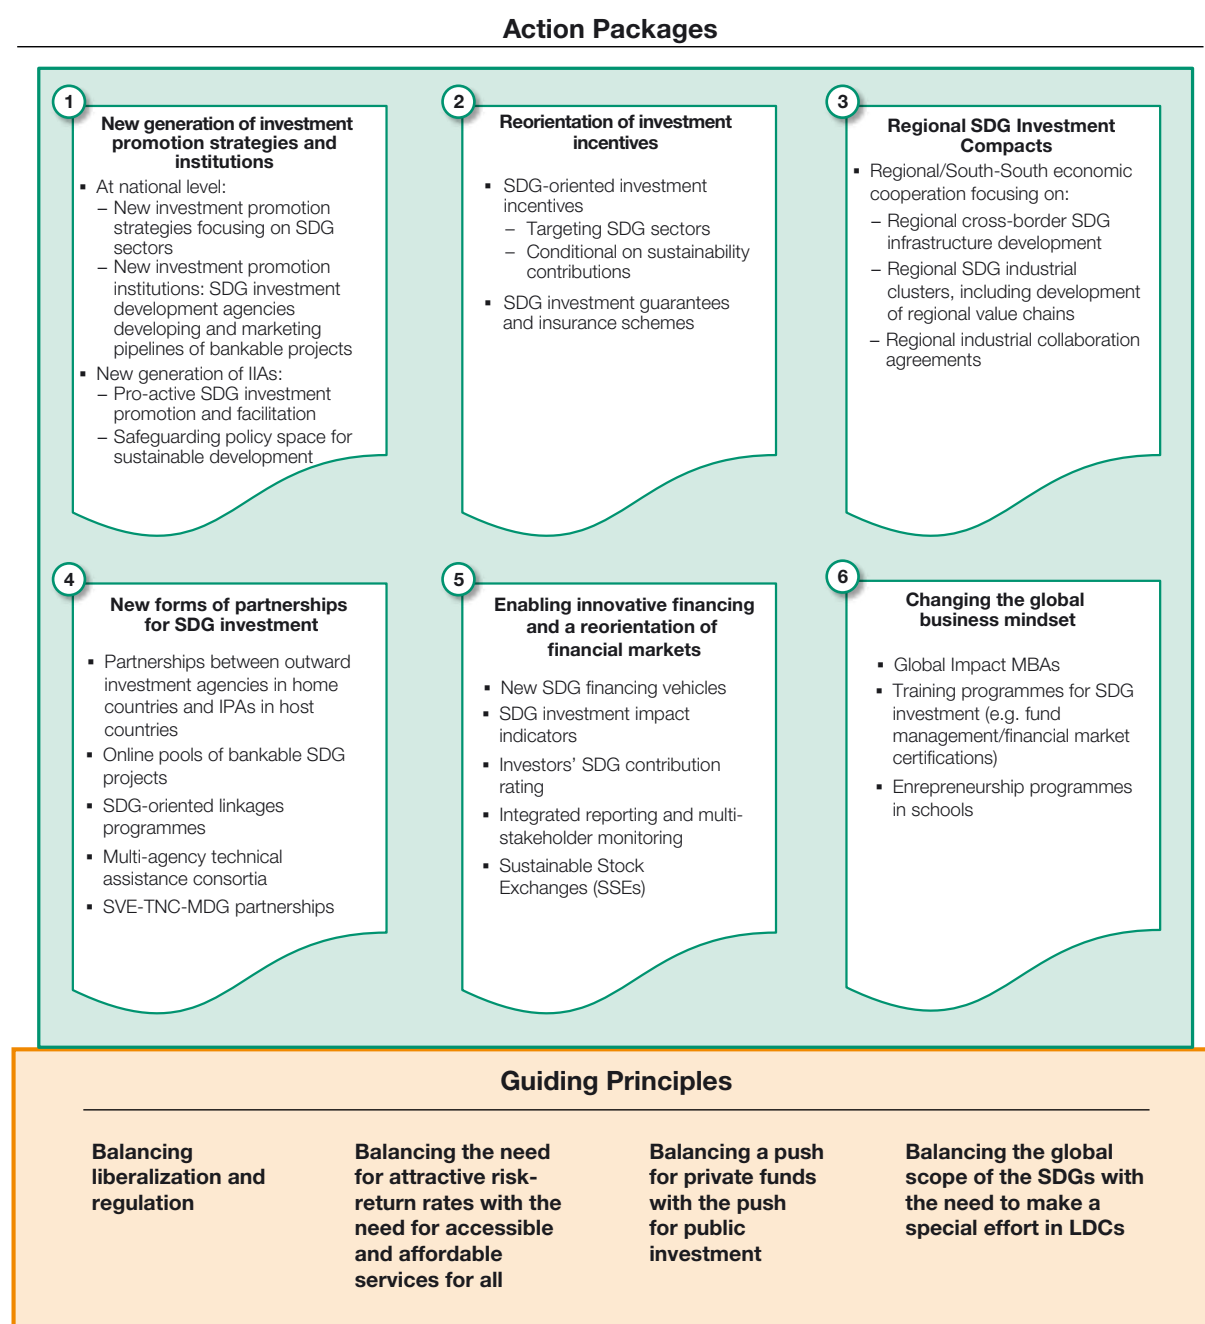 Action Packages
1
New generation of investment
promotion strategies and
institutions
▪ At national level:
– New investment promotion
strategies focusing on SDG
sectors
– New investment promotion
institutions: SDG investment
development agencies
developing and marketing
pipelines of bankable projects
▪ New generation of IIAs:
– Pro-active SDG investment
promotion and facilitation
– Safeguarding policy space for
sustainable development
2
Reorientation of investment
incentives
▪ SDG-oriented investment
incentives
– Targeting SDG sectors
– Conditional on sustainability
contributions
▪ SDG investment guarantees
and insurance schemes
3
Regional SDG Investment
Compacts
▪ Regional/South-South economic
cooperation focusing on:
– Regional cross-border SDG
infrastructure development
– Regional SDG industrial
clusters, including development
of regional value chains
– Regional industrial collaboration
agreements
4
New forms of partnerships
for SDG investment
▪ Partnerships between outward
investment agencies in home
countries and IPAs in host
countries
▪ Online pools of bankable SDG
projects
▪ SDG-oriented linkages
programmes
▪ Multi-agency technical
assistance consortia
▪ SVE-TNC-MDG partnerships
5
Enabling innovative financing
and a reorientation of
financial markets
▪ New SDG financing vehicles
▪ SDG investment impact
indicators
▪ Investors’ SDG contribution
rating
▪ Integrated reporting and multi-
stakeholder monitoring
▪ Sustainable Stock
Exchanges (SSEs)
6
Changing the global
business mindset
▪ Global Impact MBAs
▪ Training programmes for SDG
investment (e.g. fund
management/financial market
certifications)
▪ Enrepreneurship programmes
in schools
Guiding Principles
Balancing
liberalization and
regulation
Balancing the need
for attractive risk-
return rates with the
need for accessible
and affordable
services for all
Balancing a push
for private funds
with the push
for public
investment
Balancing the global
scope of the SDGs with
the need to make a
special effort in LDCs